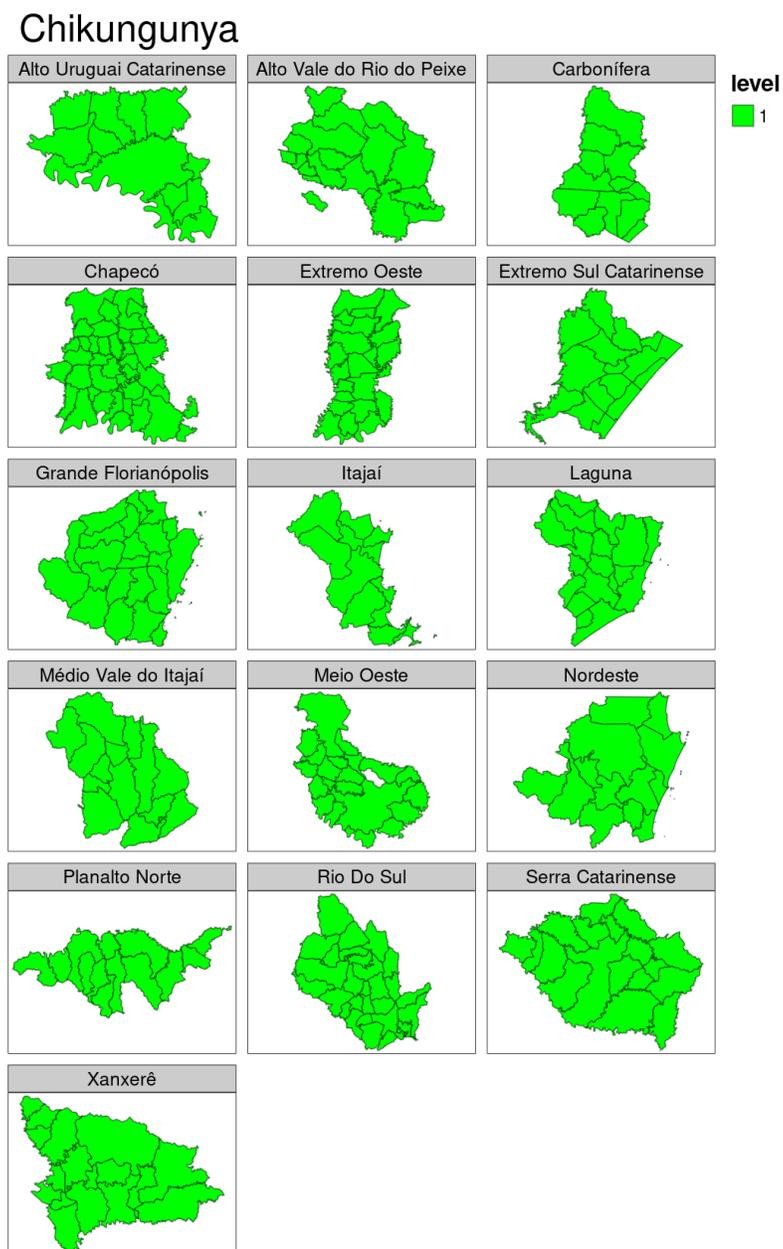 Chikungunya
Alto Uruguai Catarinense
Alto Vale do Rio do Peixe
Carbonífera
level
1
Chapecó
Extremo Oeste
Extremo Sul Catarinense
Grande Florianópolis
Itajaí
Laguna
Médio Vale do Itajaí
Meio Oeste
Nordeste
Planalto Norte
Rio Do Sul
Serra Catarinense
Xanxerê